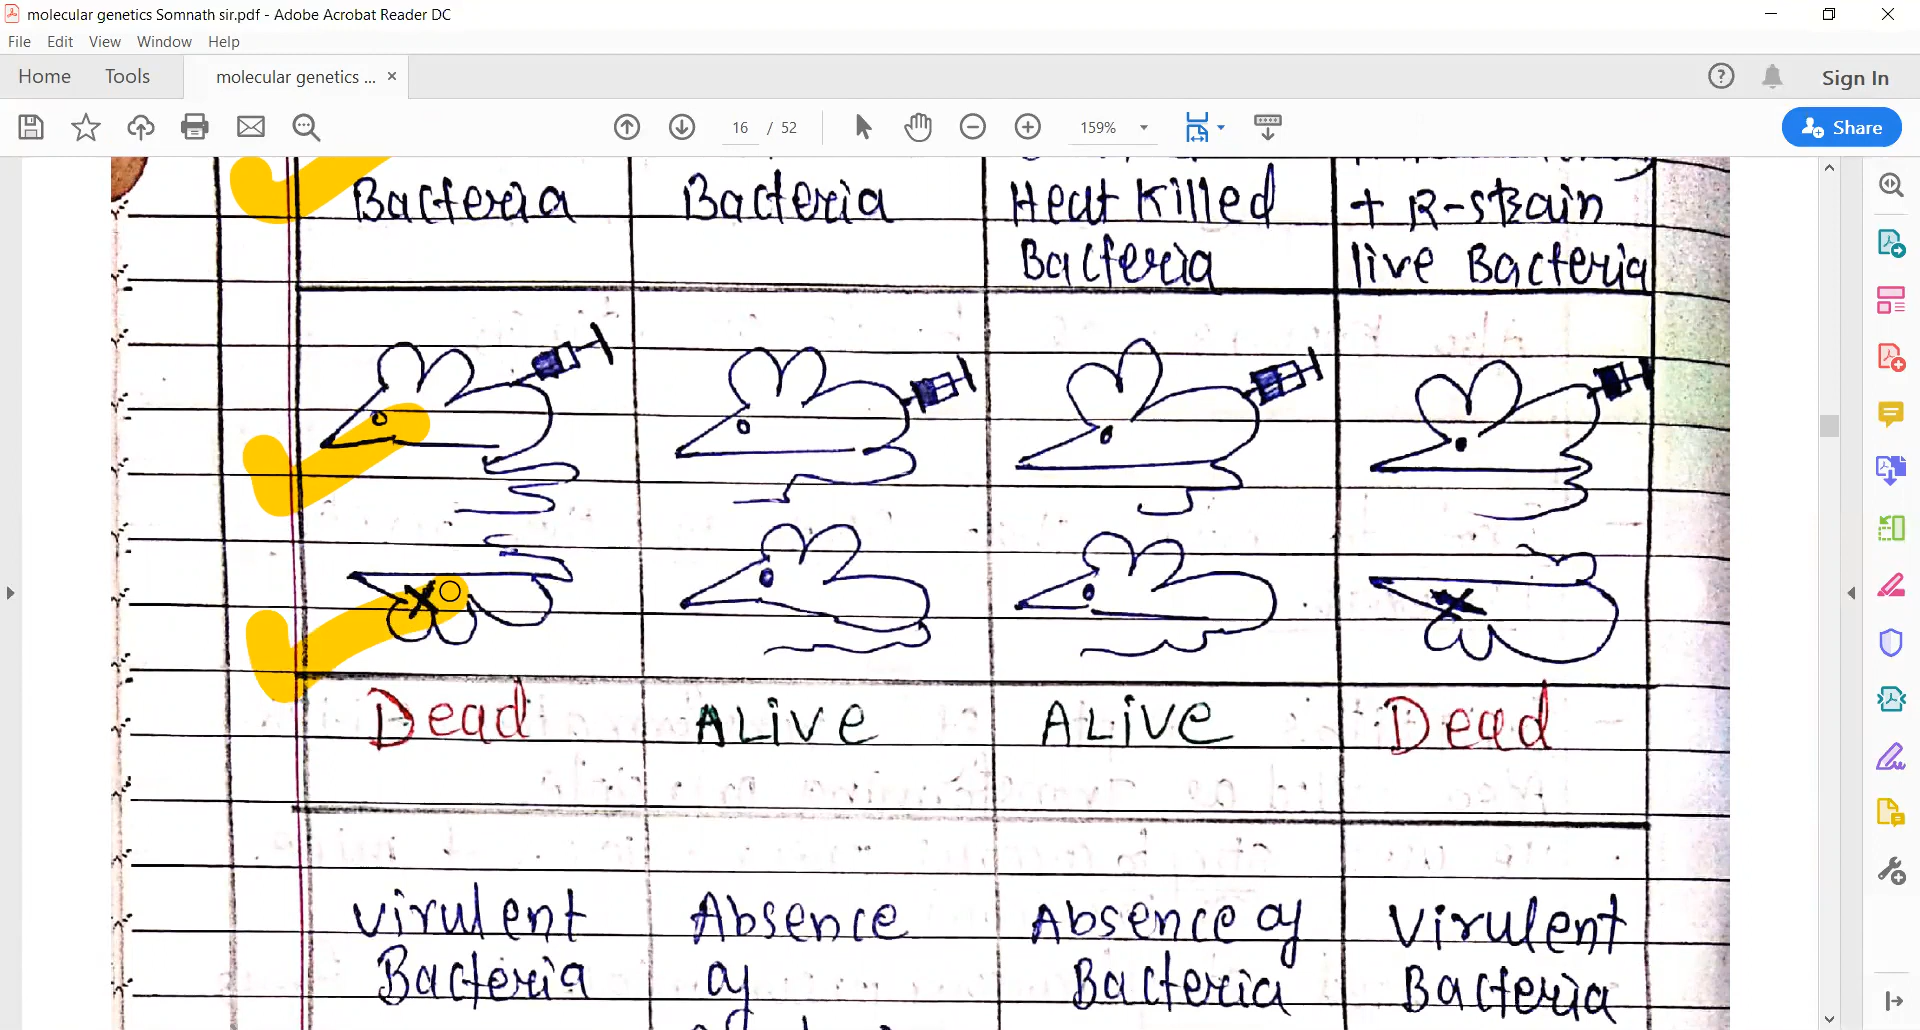 molecular genetics Somnath sir.pdf - Adobe Acrobat Reader DC
File Edit View Window Help
Home Tools molecular genetics ... ×
Sign In
16 / 52
159%
Share
Bacteria Bacteria Heat Killed + R-strain
Bacteria live Bacteria
Dead ALive ALive Dead
virulent Absence Absence of Virulent
Bacteria of Bacteria Bacteria